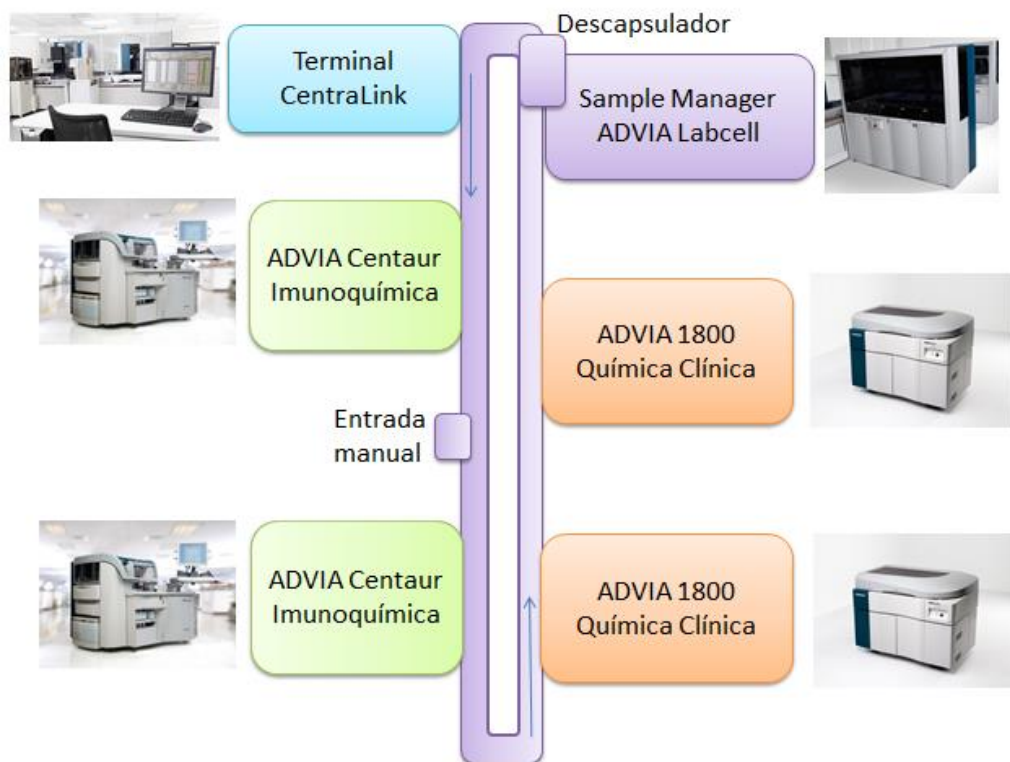 Terminal
CentraLink
Descapsulador
Sample Manager
ADVIA Labcell
ADVIA Centaur
Imunoquímica
ADVIA 1800
Química Clínica
Entrada
manual
ADVIA Centaur
Imunoquímica
ADVIA 1800
Química Clínica